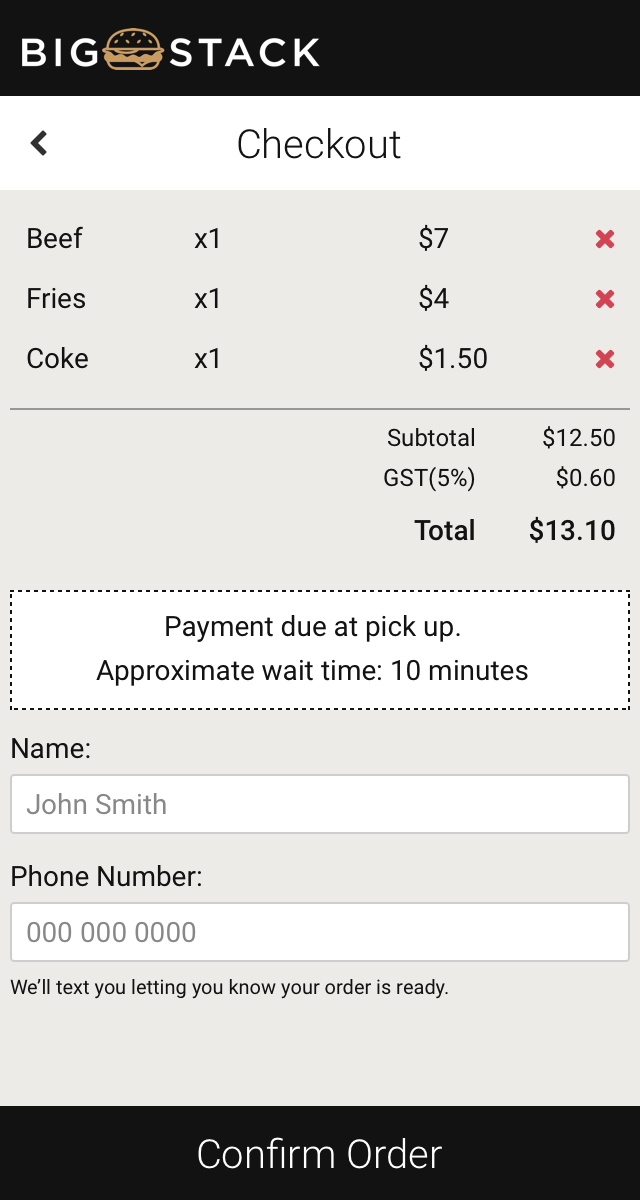 BIG STACK
Checkout
Beef x1 $7
Fries x1 $4
Coke x1 $1.50
Subtotal $12.50
GST(5%) $0.60
Total $13.10
Payment due at pick up.
Approximate wait time: 10 minutes
Name:
John Smith
Phone Number:
000 000 0000
We’ll text you letting you know your order is ready.
Confirm Order